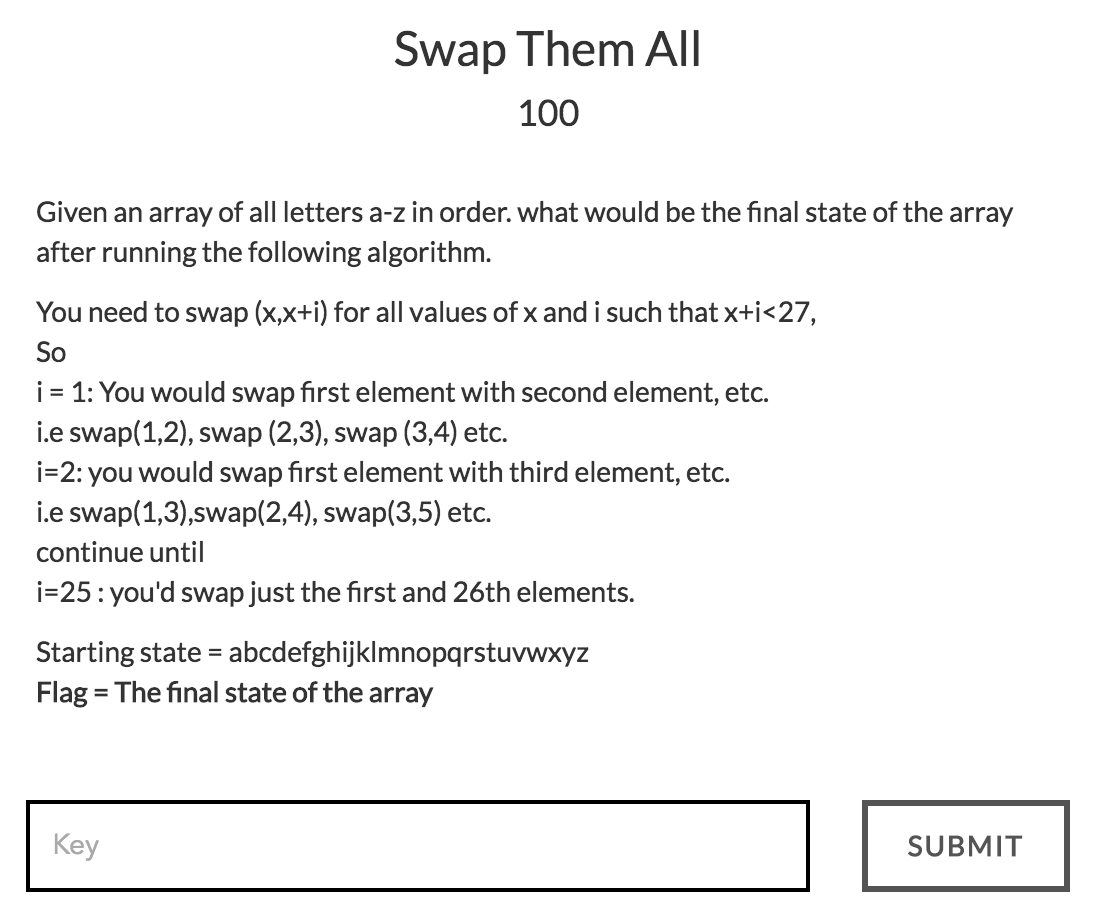 Swap Them All
100
Given an array of all letters a-z in order. what would be the final state of the array
after running the following algorithm.
You need to swap (x,x+i) for all values of x and i such that x+i<27,
So
i = 1: You would swap first element with second element, etc.
i.e swap(1,2), swap (2,3), swap (3,4) etc.
i=2: you would swap first element with third element, etc.
i.e swap(1,3),swap(2,4), swap(3,5) etc.
continue until
i=25 : you'd swap just the first and 26th elements.
Starting state = abcdefghijklmnopqrstuvwxyz
Flag = The final state of the array
Key
SUBMIT